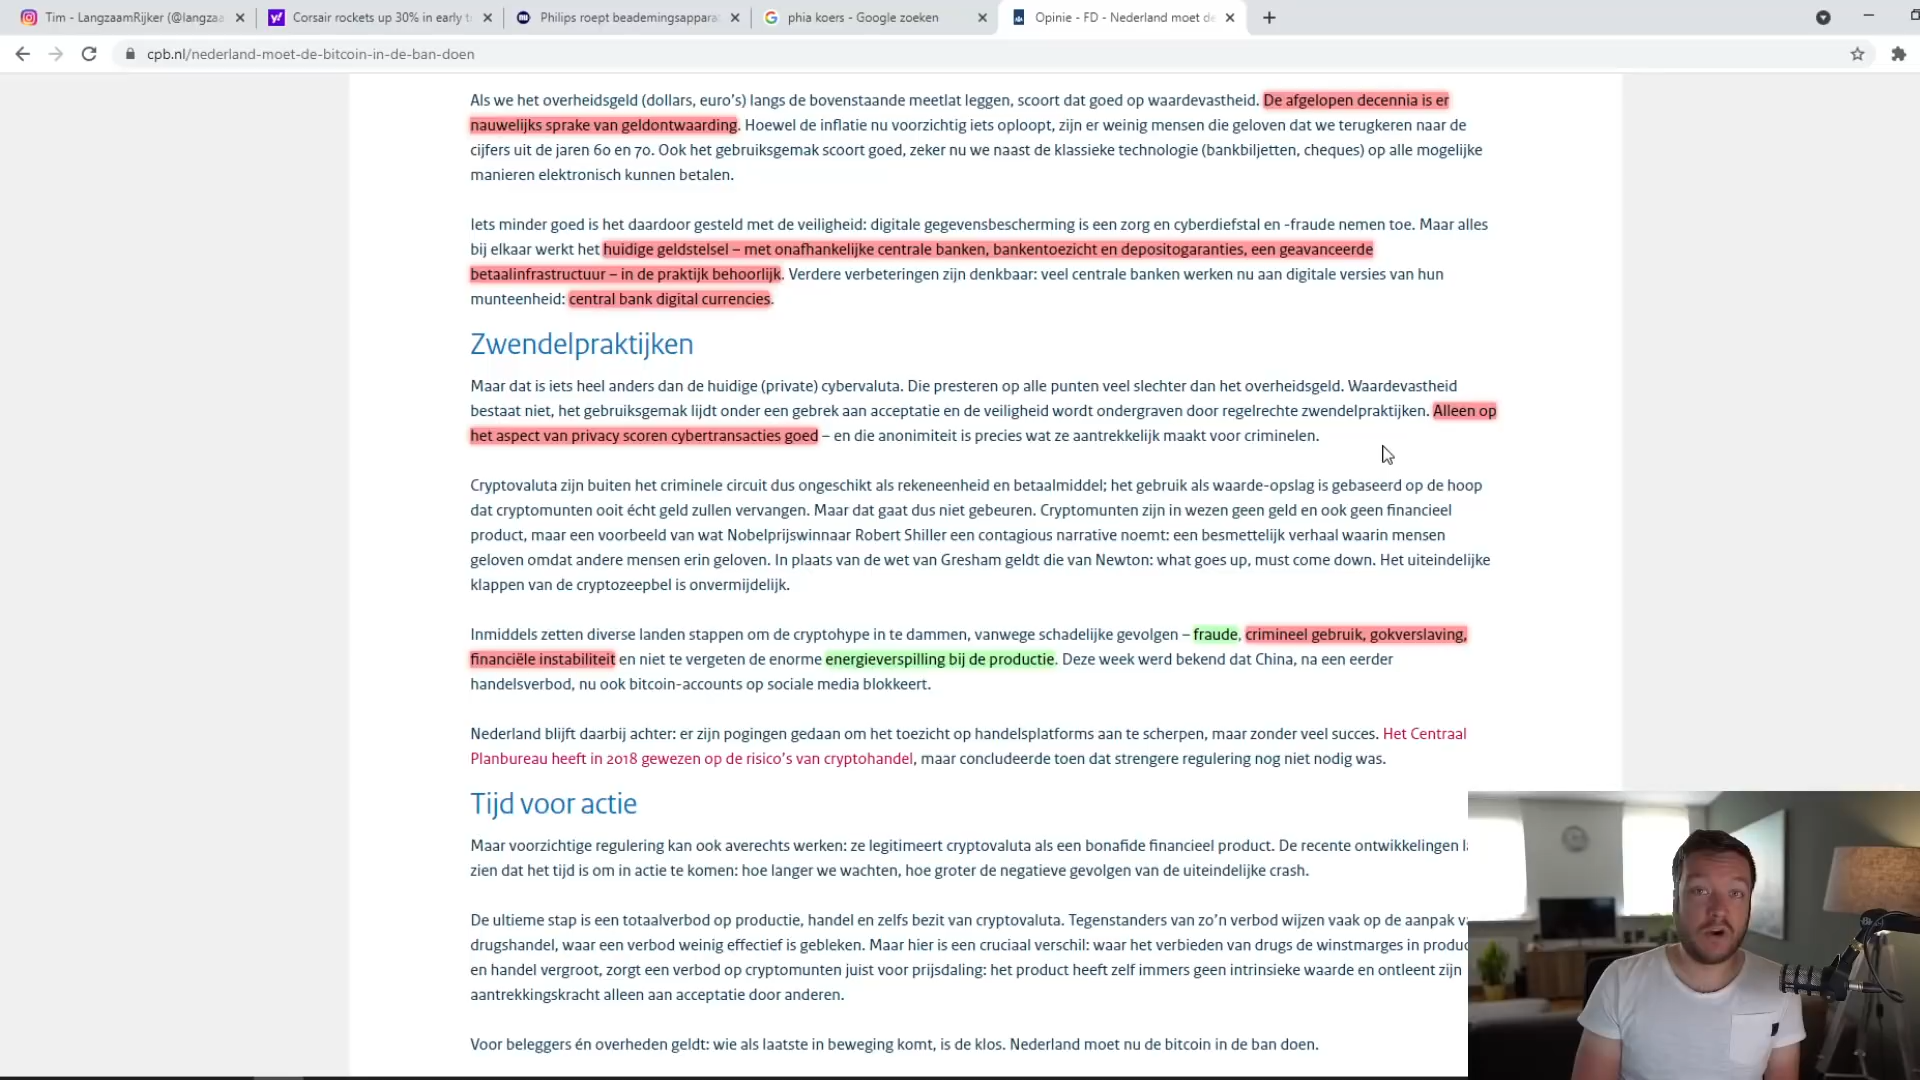 Tim - LangzaamRijker (@langza
Corsair rockets up 30% in early t
Philips roept beademingsappara
phia koers - Google zoeken
Opinie - FD - Nederland moet de
cpb.nl/nederland-moet-de-bitcoin-in-de-ban-doen
Als we het overheidsgeld (dollars, euro's) langs de bovenstaande meetlat leggen, scoort dat goed op waardevastheid. De afgelopen decennia is er
nauwelijks sprake van geldontwaarding. Hoewel de inflatie nu voorzichtig iets oploopt, zijn er weinig mensen die geloven dat we terugkeren naar de
cijfers uit de jaren 60 en 70. Ook het gebruiksgemak scoort goed, zeker nu we naast de klassieke technologie (bankbiljetten, cheques) op alle mogelijke
manieren elektronisch kunnen betalen.
Iets minder goed is het daardoor gesteld met de veiligheid: digitale gegevensbescherming is een zorg en cyberdiefstal en -fraude nemen toe. Maar alles
bij elkaar werkt het huidige geldstelsel – met onafhankelijke centrale banken, bankentoezicht en depositogaranties, een geavanceerde
betaalinfrastructuur – in de praktijk behoorlijk. Verdere verbeteringen zijn denkbaar: veel centrale banken werken nu aan digitale versies van hun
munteenheid: central bank digital currencies.
Zwendelpraktijken
Maar dat is iets heel anders dan de huidige (private) cybervaluta. Die presteren op alle punten veel slechter dan het overheidsgeld. Waardevastheid
bestaat niet, het gebruiksgemak lijdt onder een gebrek aan acceptatie en de veiligheid wordt ondergraven door regelrechte zwendelpraktijken. Alleen op
het aspect van privacy scoren cybertransacties goed – en die anonimiteit is precies wat ze aantrekkelijk maakt voor criminelen.
Cryptovaluta zijn buiten het criminele circuit dus ongeschikt als rekeneenheid en betaalmiddel; het gebruik als waarde-opslag is gebaseerd op de hoop
dat cryptomunten ooit écht geld zullen vervangen. Maar dat gaat dus niet gebeuren. Cryptomunten zijn in wezen geen geld en ook geen financieel
product, maar een voorbeeld van wat Nobelprijswinnaar Robert Shiller een contagious narrative noemt: een besmettelijk verhaal waarin mensen
geloven omdat andere mensen erin geloven. In plaats van de wet van Gresham geldt die van Newton: what goes up, must come down. Het uiteindelijke
klappen van de cryptozeepbel is onvermijdelijk.
Inmiddels zetten diverse landen stappen om de cryptohype in te dammen, vanwege schadelijke gevolgen – fraude, crimineel gebruik, gokverslaving,
financiële instabiliteit en niet te vergeten de enorme energieverspilling bij de productie. Deze week werd bekend dat China, na een eerder
handelsverbod, nu ook bitcoin-accounts op sociale media blokkeert.
Nederland blijft daarbij achter: er zijn pogingen gedaan om het toezicht op handelsplatforms aan te scherpen, maar zonder veel succes. Het Centraal
Planbureau heeft in 2018 gewezen op de risico's van cryptohandel, maar concludeerde toen dat strengere regulering nog niet nodig was.
Tijd voor actie
Maar voorzichtige regulering kan ook averechts werken: ze legitimeert cryptovaluta als een bonafide financieel product. De recente ontwikkelingen l
zien dat het tijd is om in actie te komen: hoe langer we wachten, hoe groter de negatieve gevolgen van de uiteindelijke crash.
De ultieme stap is een totaalverbod op productie, handel en zelfs bezit van cryptovaluta. Tegenstanders van zo'n verbod wijzen vaak op de aanpak v
drugshandel, waar een verbod weinig effectief is gebleken. Maar hier is een cruciaal verschil: waar het verbieden van drugs de winstmarges in produc
en handel vergroot, zorgt een verbod op cryptomunten juist voor prijsdaling: het product heeft zelf immers geen intrinsieke waarde en ontleent zijn
aantrekkingskracht alleen aan acceptatie door anderen.
Voor beleggers én overheden geldt: wie als laatste in beweging komt, is de klos. Nederland moet nu de bitcoin in de ban doen.